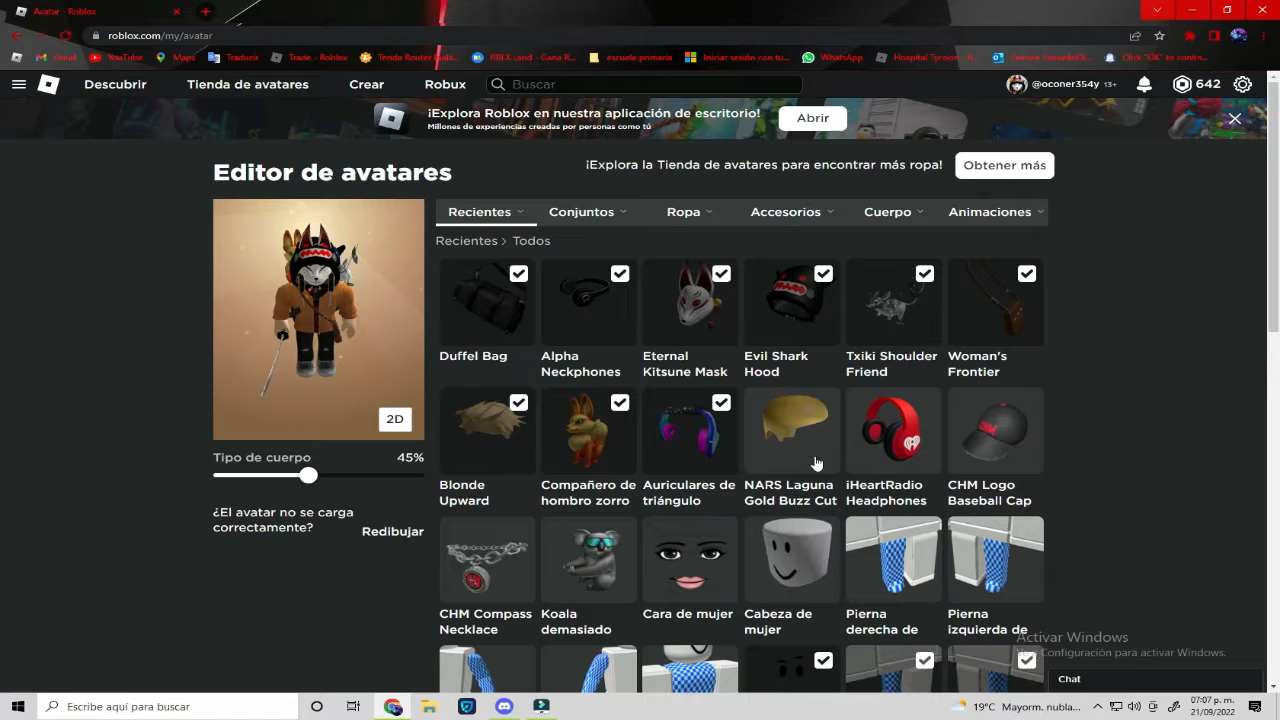 Avatar - Roblox
roblox.com/my/avatar
Gmail YouTube Maps Traducir Trade - Roblox RBLX Land - Gana R... escuela primaria Iniciar sesión con tu... WhatsApp Hospital Tycoon - R... Click "OK" to contin...
Descubrir Tienda de avatares Crear Robux Buscar @oconer354y 13+ 642
¡Explora Roblox en nuestra aplicación de escritorio!
Millones de experiencias creadas por personas como tú
Abrir
Editor de avatares
¡Explora la Tienda de avatares para encontrar más ropa! Obtener más
Recientes Conjuntos Ropa Accesorios Cuerpo Animaciones
Recientes > Todos
Duffel Bag
Alpha Neckphones
Eternal Kitsune Mask
Evil Shark Hood
Txiki Shoulder Friend
Woman's Frontier
2D
Tipo de cuerpo 45%
¿El avatar no se carga correctamente?
Redibujar
Blonde Upward
Compañero de hombro zorro
Auriculares de triángulo
NARS Laguna Gold Buzz Cut
iHeartRadio Headphones
CHM Logo Baseball Cap
CHM Compass Necklace
Koala demasiado
Cara de mujer
Cabeza de mujer
Pierna derecha de
Pierna izquierda de
Activar Windows
Ve a Configuración para activar Windows.
Chat
Escribe aquí para buscar
19°C Mayorm. nubla...
07:07 p. m.
21/09/2022